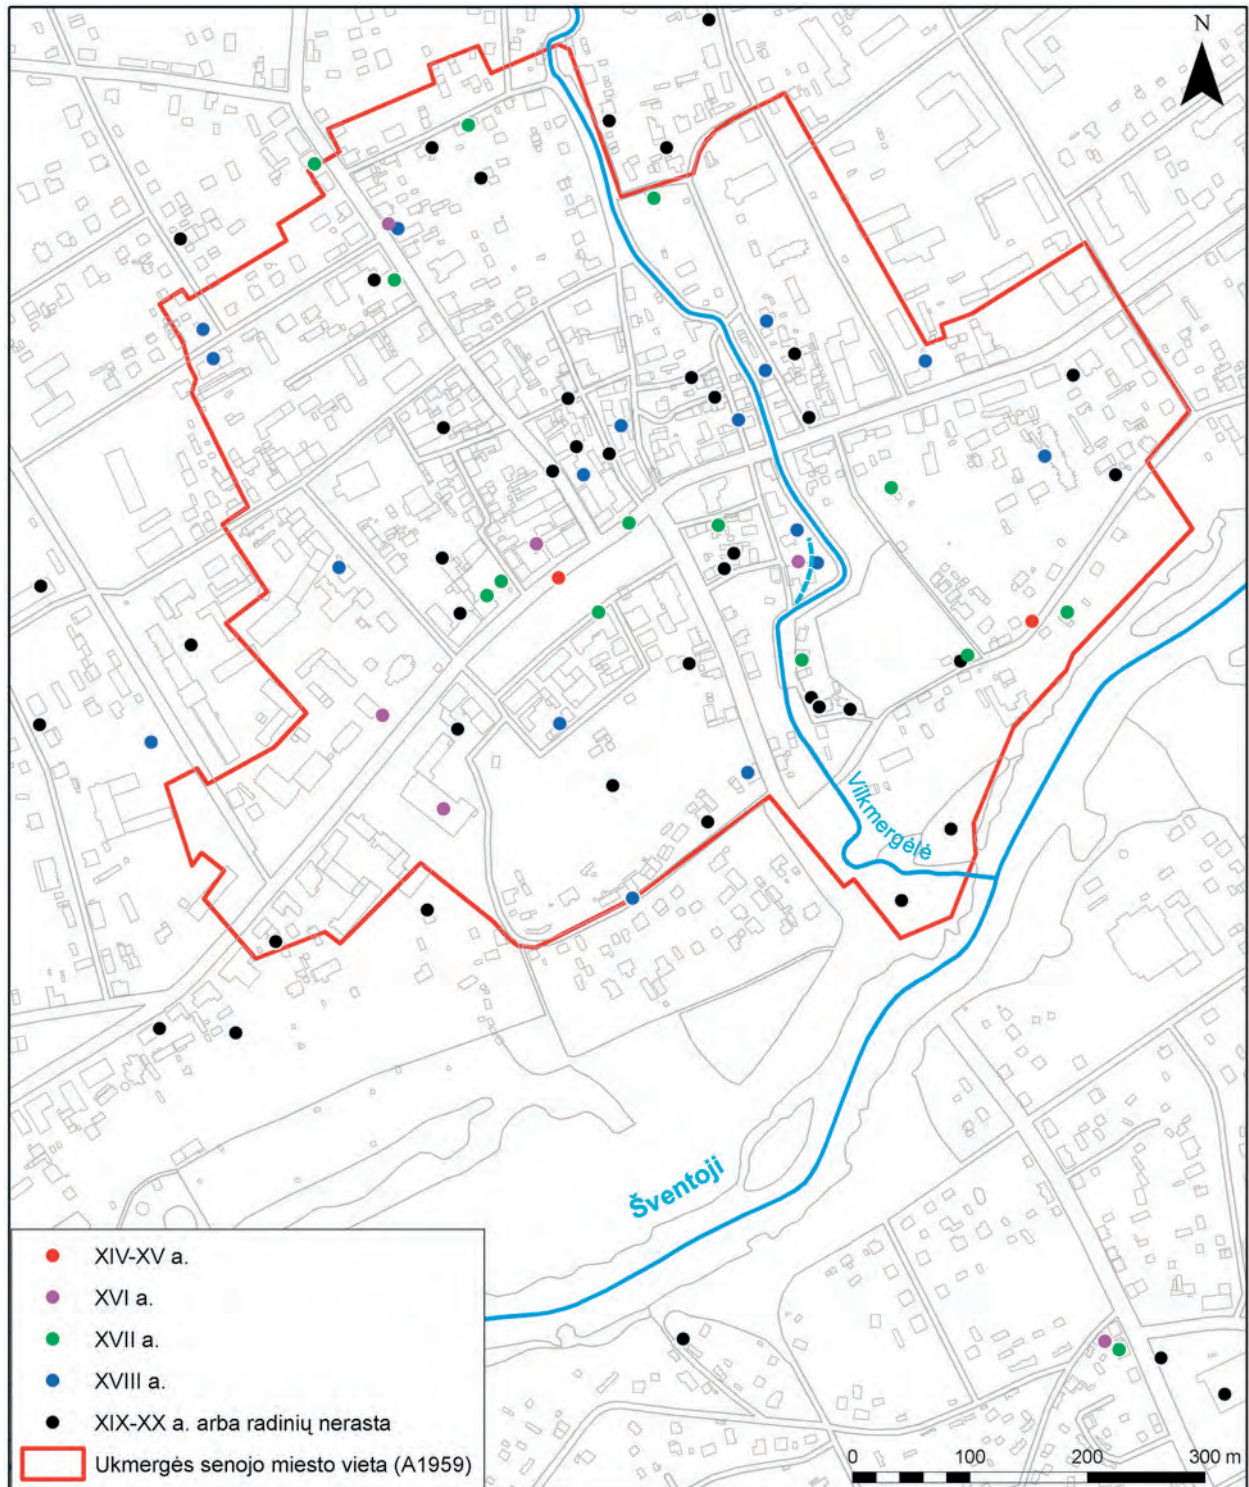 N
Vilkmergėlė
Šventoji
XIV-XV a.
XVI a.
XVII a.
XVIII a.
XIX-XX a. arba radinių nerasta
Ukmergės senojo miesto vieta (A1959)
0 100 200 300 m